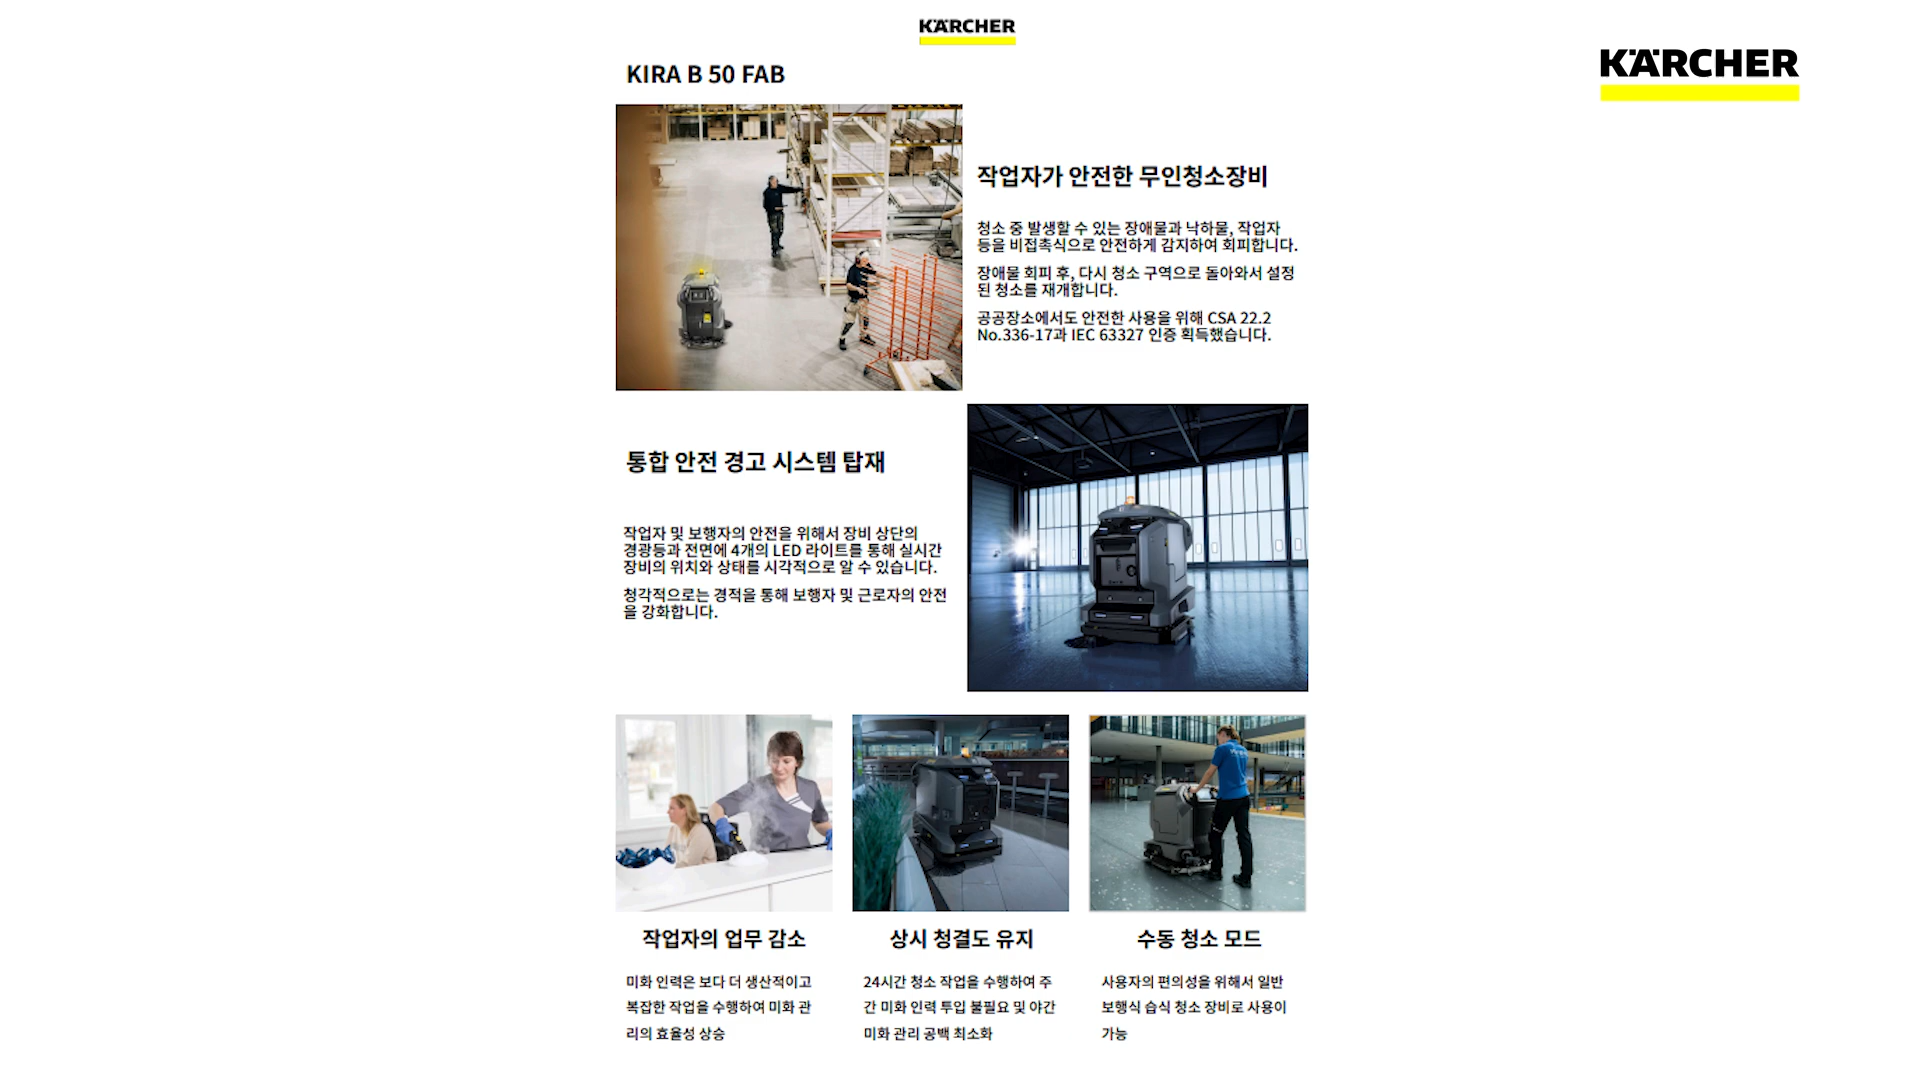 KÄRCHER
KÄRCHER
KIRA B 50 FAB
작업자가 안전한 무인청소장비
청소 중 발생할 수 있는 장애물과 낙하물, 작업자
등을 비접촉식으로 안전하게 감지하여 회피합니다.
장애물 회피 후, 다시 청소 구역으로 돌아와서 설정
된 청소를 재개합니다.
공공장소에서도 안전한 사용을 위해 CSA 22.2
No.336-17과 IEC 63327 인증 획득했습니다.
통합 안전 경고 시스템 탑재
작업자 및 보행자의 안전을 위해서 장비 상단의
경광등과 전면에 4개의 LED 라이트를 통해 실시간
장비의 위치와 상태를 시각적으로 알 수 있습니다.
청각적으로는 경적을 통해 보행자 및 근로자의 안전
을 강화합니다.
작업자의 업무 감소
미화 인력은 보다 더 생산적이고
복잡한 작업을 수행하여 미화 관
리의 효율성 상승
상시 청결도 유지
24시간 청소 작업을 수행하여 주
간 미화 인력 투입 불필요 및 야간
미화 관리 공백 최소화
수동 청소 모드
사용자의 편의성을 위해서 일반
보행식 습식 청소 장비로 사용이
가능